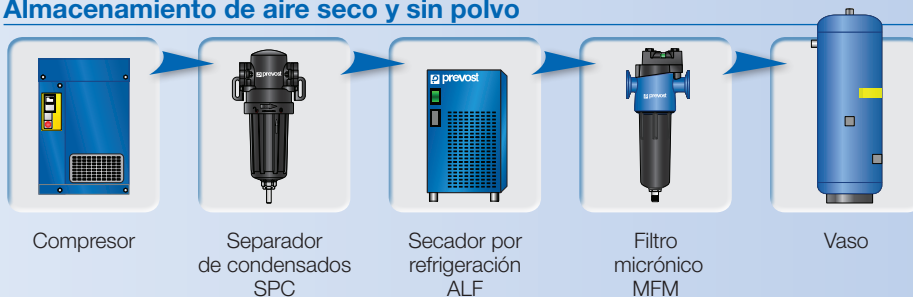 Almacenamiento de aire seco y sin polvo
prevost
prevost
prevost
Compresor
Separador
de condensados
SPC
Secador por
refrigeración
ALF
Filtro
micrónico
MFM
Vaso